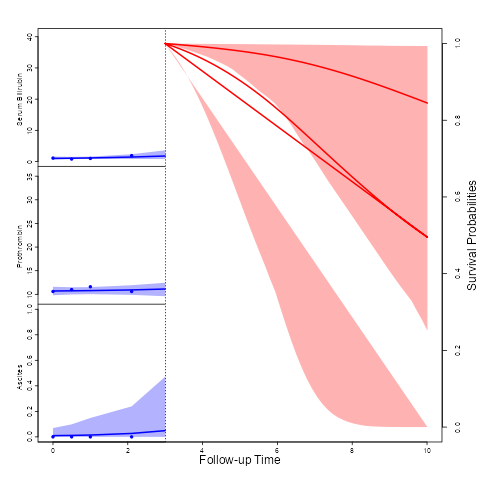 Serum Bilirubin
0 10 20 30 40
Prothrombin
10 15 20 25 30 35
Ascites
0.0 0.2 0.4 0.6 0.8 1.0
0 2 4 6 8 10
Follow-up Time
0.0 0.2 0.4 0.6 0.8 1.0
Survival Probabilities